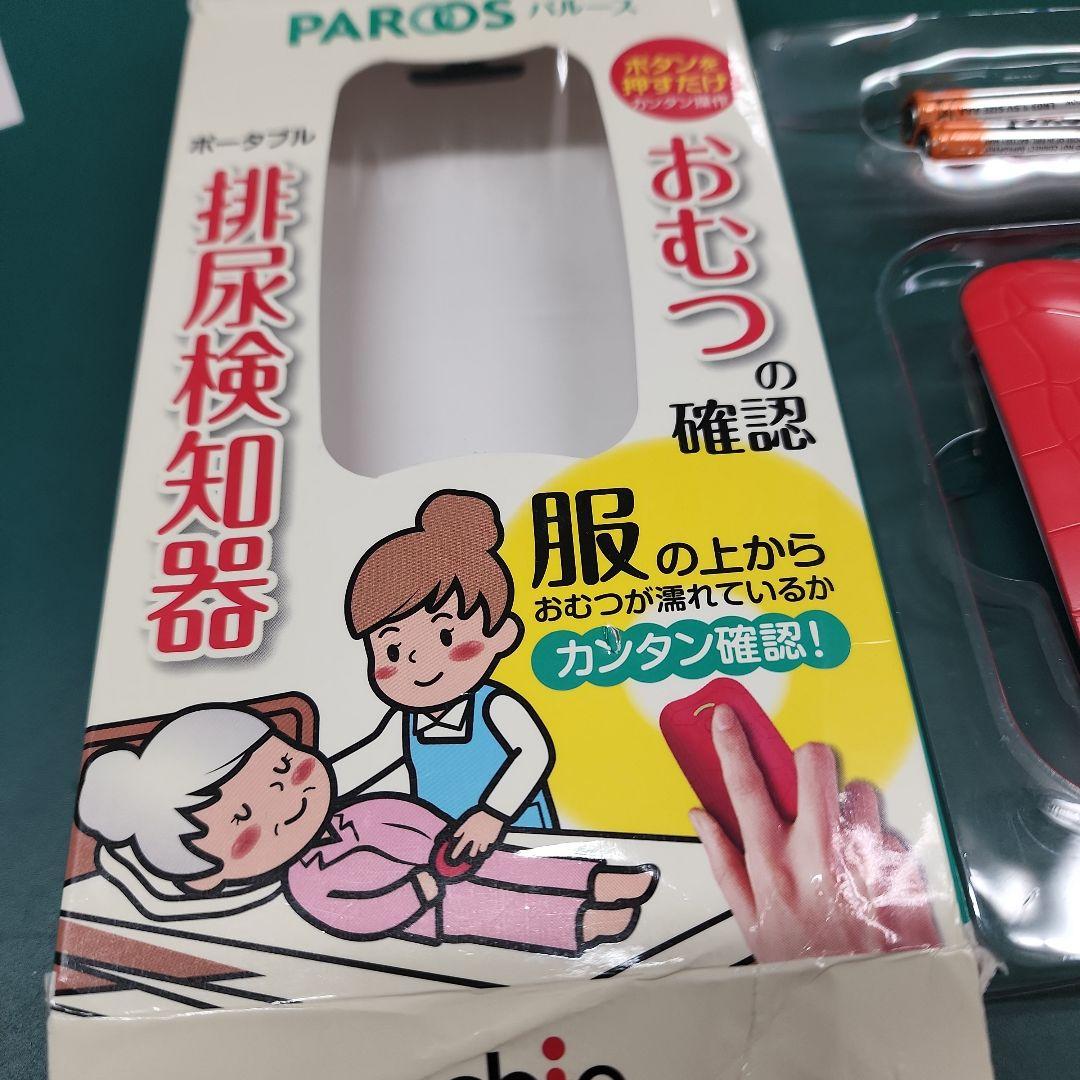 PAROOS パルース
ボタンを
押すだけ
カンタン操作
ポータブル
排尿検知器
おむつの
確認
服の上から
おむつが濡れているか
カンタン確認!